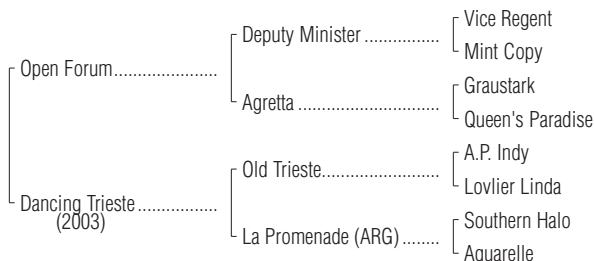 Vice Regent
Deputy Minister ................
Mint Copy
Open Forum......................
Graustark
Agretta .............................
Queen's Paradise
A.P. Indy
Old Trieste.........................
Lovlier Linda
Dancing Trieste .................
(2003)
Southern Halo
La Promenade (ARG) ........
Aquarelle